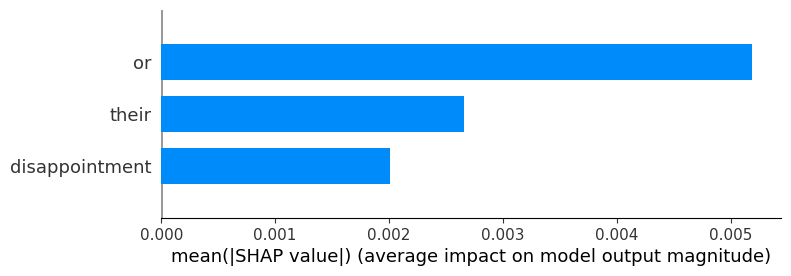 or
their
disappointment
0.000 0.001 0.002 0.003 0.004 0.005
mean(|SHAP value|) (average impact on model output magnitude)